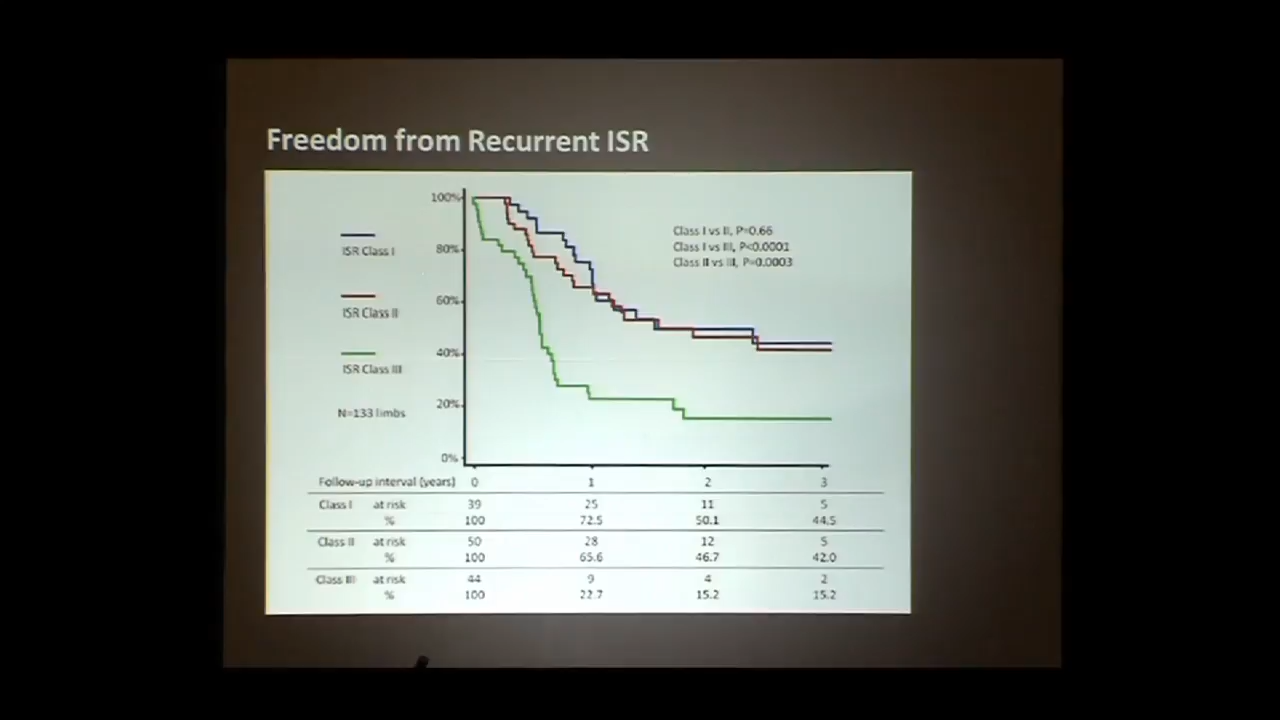 Freedom from Recurrent ISR
100%
80%
60%
40%
20%
0%
ISR Class I
ISR Class II
ISR Class III
N=133 limbs
Class I vs II, P=0.66
Class I vs III, P<0.0001
Class II vs III, P=0.0003
Follow-up interval (years) 0 1 2 3
Class I at risk 39 25 11 5
% 100 72.5 50.1 44.5
Class II at risk 50 28 12 5
% 100 65.6 46.7 42.0
Class III at risk 44 9 4 2
% 100 22.7 15.2 15.2